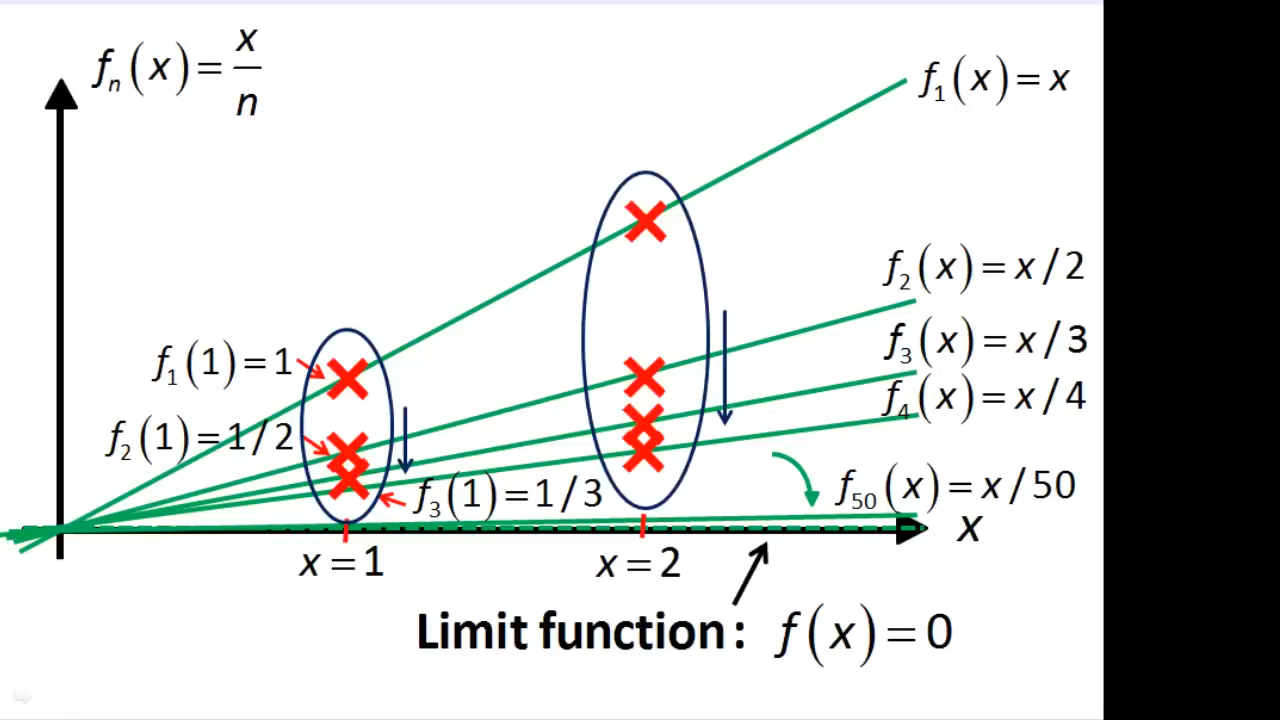 fₙ(x) = x/n
f₁(x) = x
f₂(x) = x/2
f₃(x) = x/3
f₄(x) = x/4
f₁(1) = 1
f₂(1) = 1/2
f₃(1) = 1/3
f₅₀(x) = x/50
x
x = 1
x = 2
Limit function: f(x) = 0